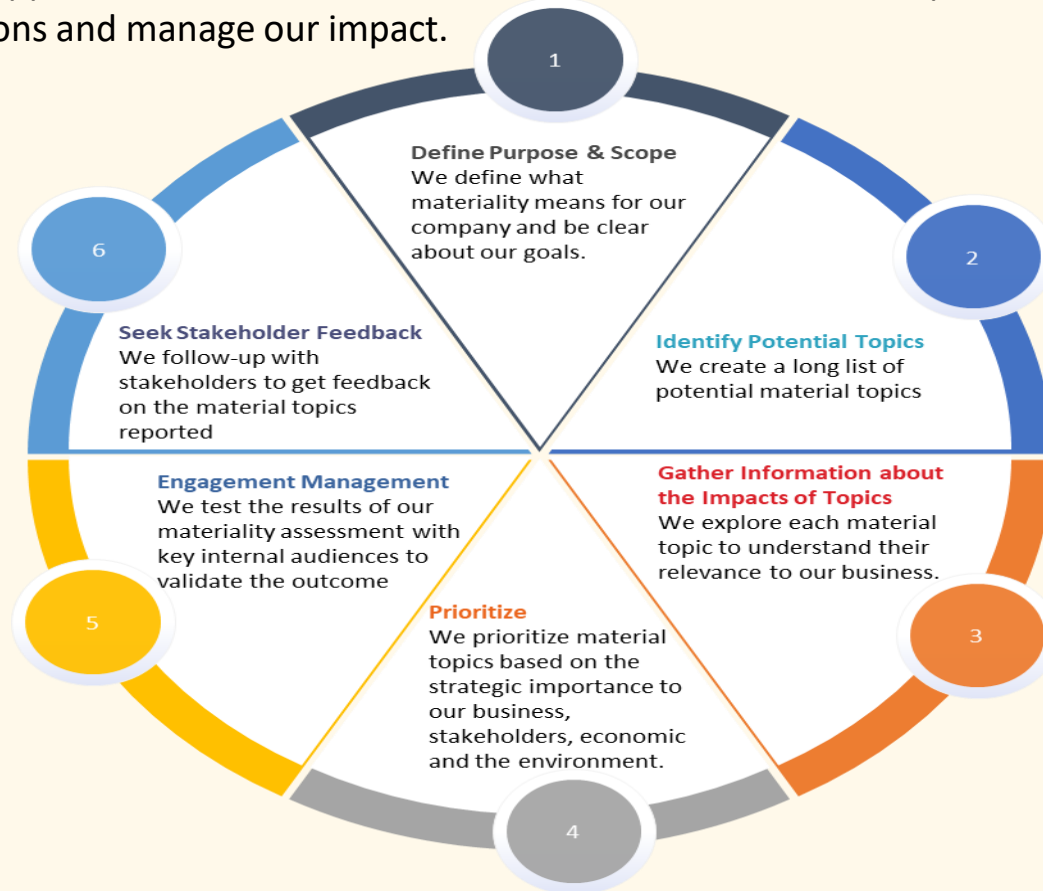 ons and manage our impact.
1
Define Purpose & Scope
We define what
materiality means for our
company and be clear
about our goals.
2
Identify Potential Topics
We create a long list of
potential material topics
Gather Information about
the Impacts of Topics
We explore each material
topic to understand their
relevance to our business.
3
Prioritize
We prioritize material
topics based on the
strategic importance to
our business,
stakeholders, economic
and the environment.
4
Engagement Management
We test the results of our
materiality assessment with
key internal audiences to
validate the outcome
5
6
Seek Stakeholder Feedback
We follow-up with
stakeholders to get feedback
on the material topics
reported